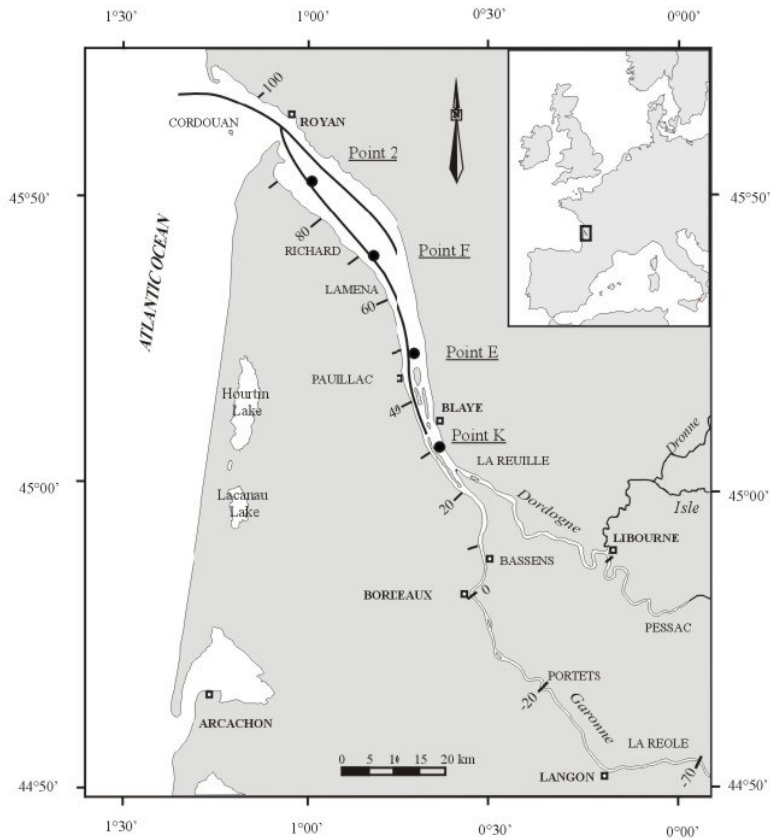 1°30’ 1°00’ 0°30’ 0°00’
100
CORDOUAN
ROYAN
Point 2
45°50’ 45°50’
80
RICHARD
Point F
LAMENA
60
ATLANTIC OCEAN
Point E
PAUILLAC
Hourtin
Lake
40
BLAYE
Point K
LA REUILLE
Dronne
45°00’ 45°00’
Lacanau
Lake
20
Dordogne
Isle
LIBOURNE
BASSENS
BORDEAUX
0
PESSAC
PORTETS
-20
Garonne
ARCACHON
LA REOLE
0 5 10 15 20 km
LANGON
-70
44°50’ 44°50’
1°30’ 1°00’ 0°30’ 0°00’